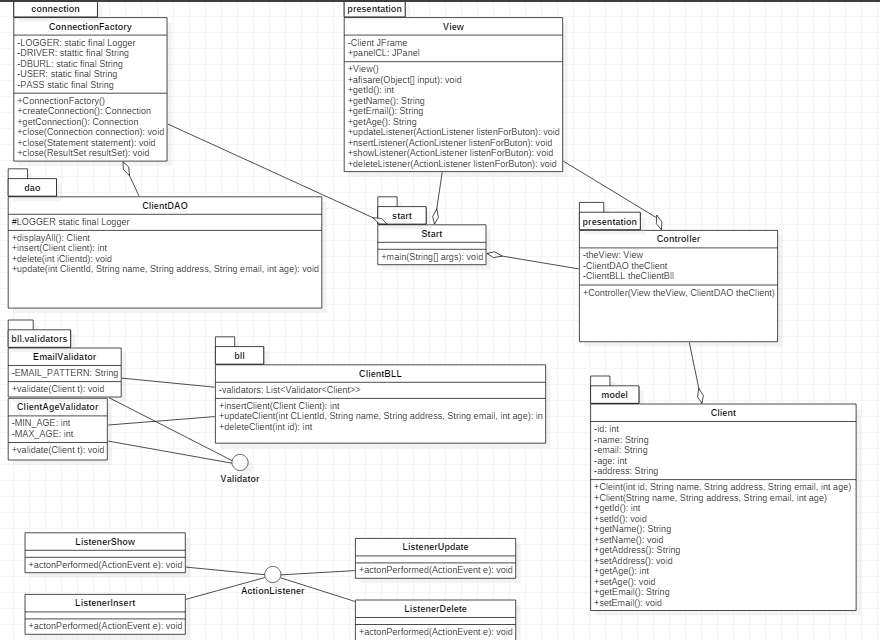 connection
ConnectionFactory
-LOGGER: static final Logger
-DRIVER: stattic final String
-DBURL: static final String
-USER: static final String
-PASS static final String
+ConnectionFactory()
+createConnection(): Connection
+getConnection(): Connection
+close(Connection connection): void
+close(Statement statement): void
+close(ResultSet resultSet): void
presentation
View
-Client JFrame
+panelCL: JPanel
+View()
+afisare(Object[] input): void
+getId(): int
+getName(): String
+getEmail(): String
+getAge(): String
+updateListener(ActionListener listenForButon): void
+nsertListener(ActionListener listenForButon): void
+showListener(ActionListener listenForButon): void
+deleteListener(ActionListener listenForButon): void
dao
ClientDAO
#LOGGER static final Logger
+displayAll(): Client
+insert(Client client): int
+delete(int iClientd): void
+update(int ClientId, String name, String address, String email, int age): void
start
Start
+main(String[] args): void
presentation
Controller
-theView: View
-ClientDAO theClient
-ClientBLL theClientBll
+Controller(View theView, ClientDAO theClient)
bll.validators
EmailValidator
-EMAIL_PATTERN: String
+validate(Client t): void
ClientAgeValidator
-MIN_AGE: int
-MAX_AGE: int
+validate(Client t): void
bll
ClientBLL
-validators: List<Validator<Client>>
+insertClient(Client Client): int
+updateClient(int CLientId, String name, String address, String email, int age): in
+deleteClient(int id): int
Validator
model
Client
-id: int
-name: String
-email: String
-age: int
-address: String
+Cleint(int id, String name, String address, String email, int age)
+Client(String name, String address, String email, int age)
+getId(): int
+setId(): void
+getName(): String
+setName(): void
+getAddress(): String
+setAddress(): void
+getAge(): int
+setAge(): void
+getEmail(): String
+setEmail(): void
ListenerShow
+actonPerformed(ActionEvent e): void
ListenerInsert
+actonPerformed(ActionEvent e): void
ActionListener
ListenerUpdate
+actonPerformed(ActionEvent e): void
ListenerDelete
+actonPerformed(ActionEvent e): void